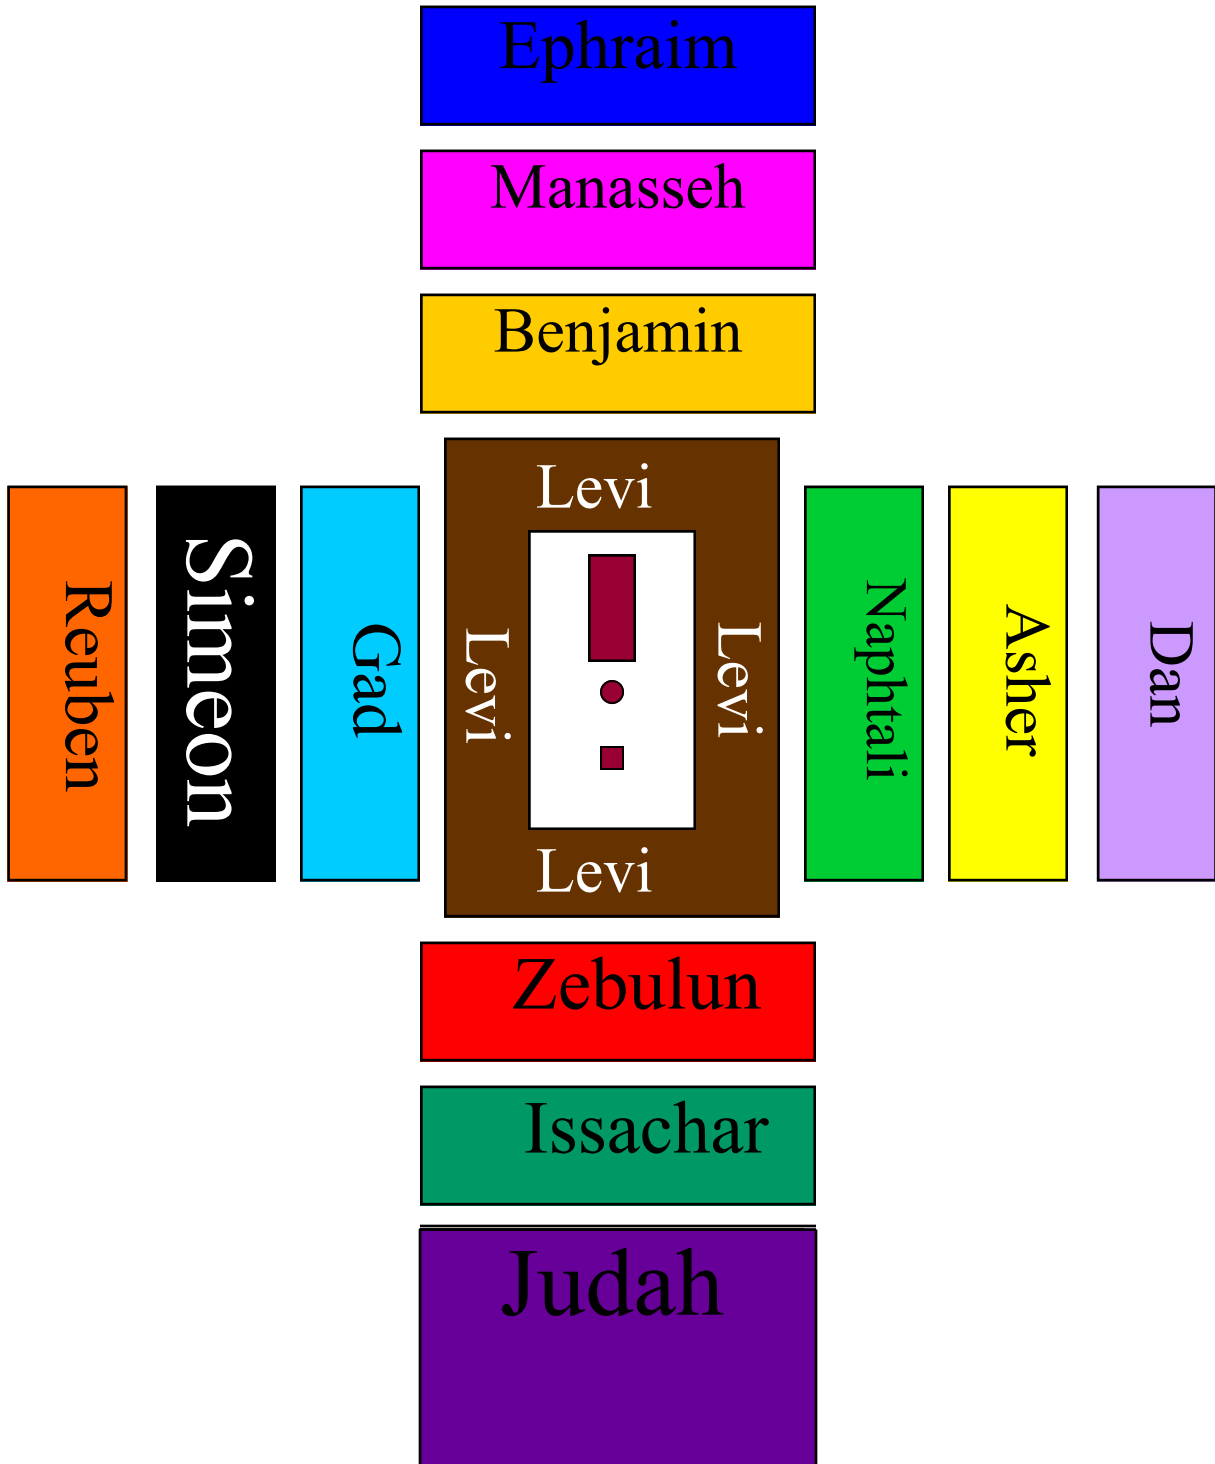 Ephraim
Manasseh
Benjamin
Levi
Reuben
Simeon
Gad
Levi
Levi
Naphtali
Asher
Dan
Levi
Zebulun
Issachar
Judah